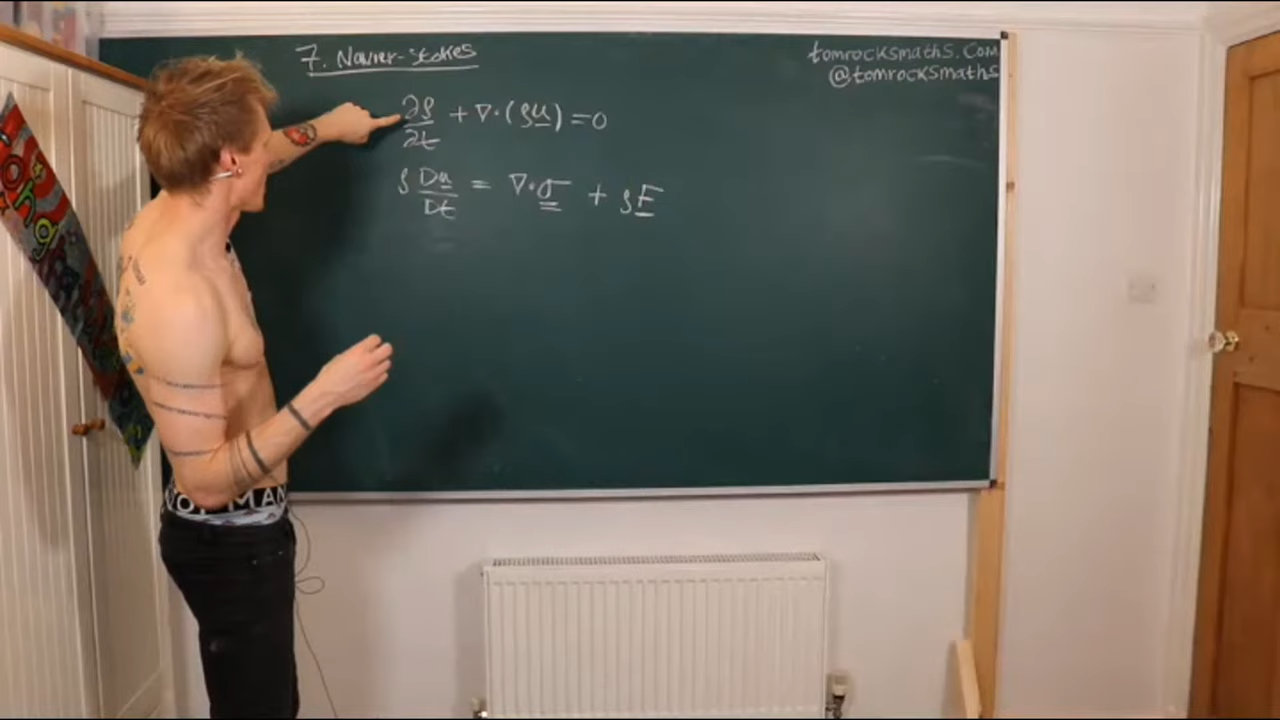 7. Navier-Stokes
tomrocksmaths.com
@tomrocksmaths
∂ρ/∂t + ∇·(ρu) = 0
ρ Du/Dt = ∇·σ + ρF